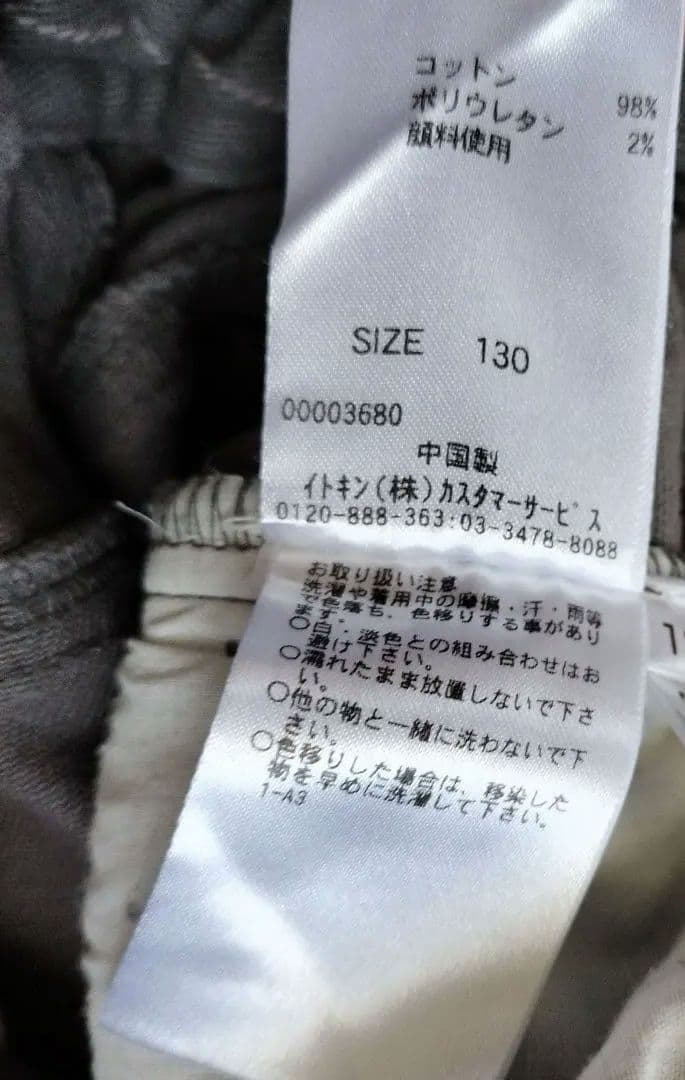 コットン 98%
ポリウレタン 2%
顔料使用
SIZE 130
00003680
中国製
イトキン(株)カスタマーサービス
0120-888-363:03-3478-8088
お取り扱い注意
洗濯や着用中の摩擦・汗・雨等
で色落ち、色移りする事があり
ます。
○白・淡色との組み合わせはお
避け下さい。
○濡れたまま放置しないで下さ
い。
○他の物と一緒に洗わないで下
さい。
○色移りした場合は、移染した
物を早めに洗濯して下さい。
1-A3